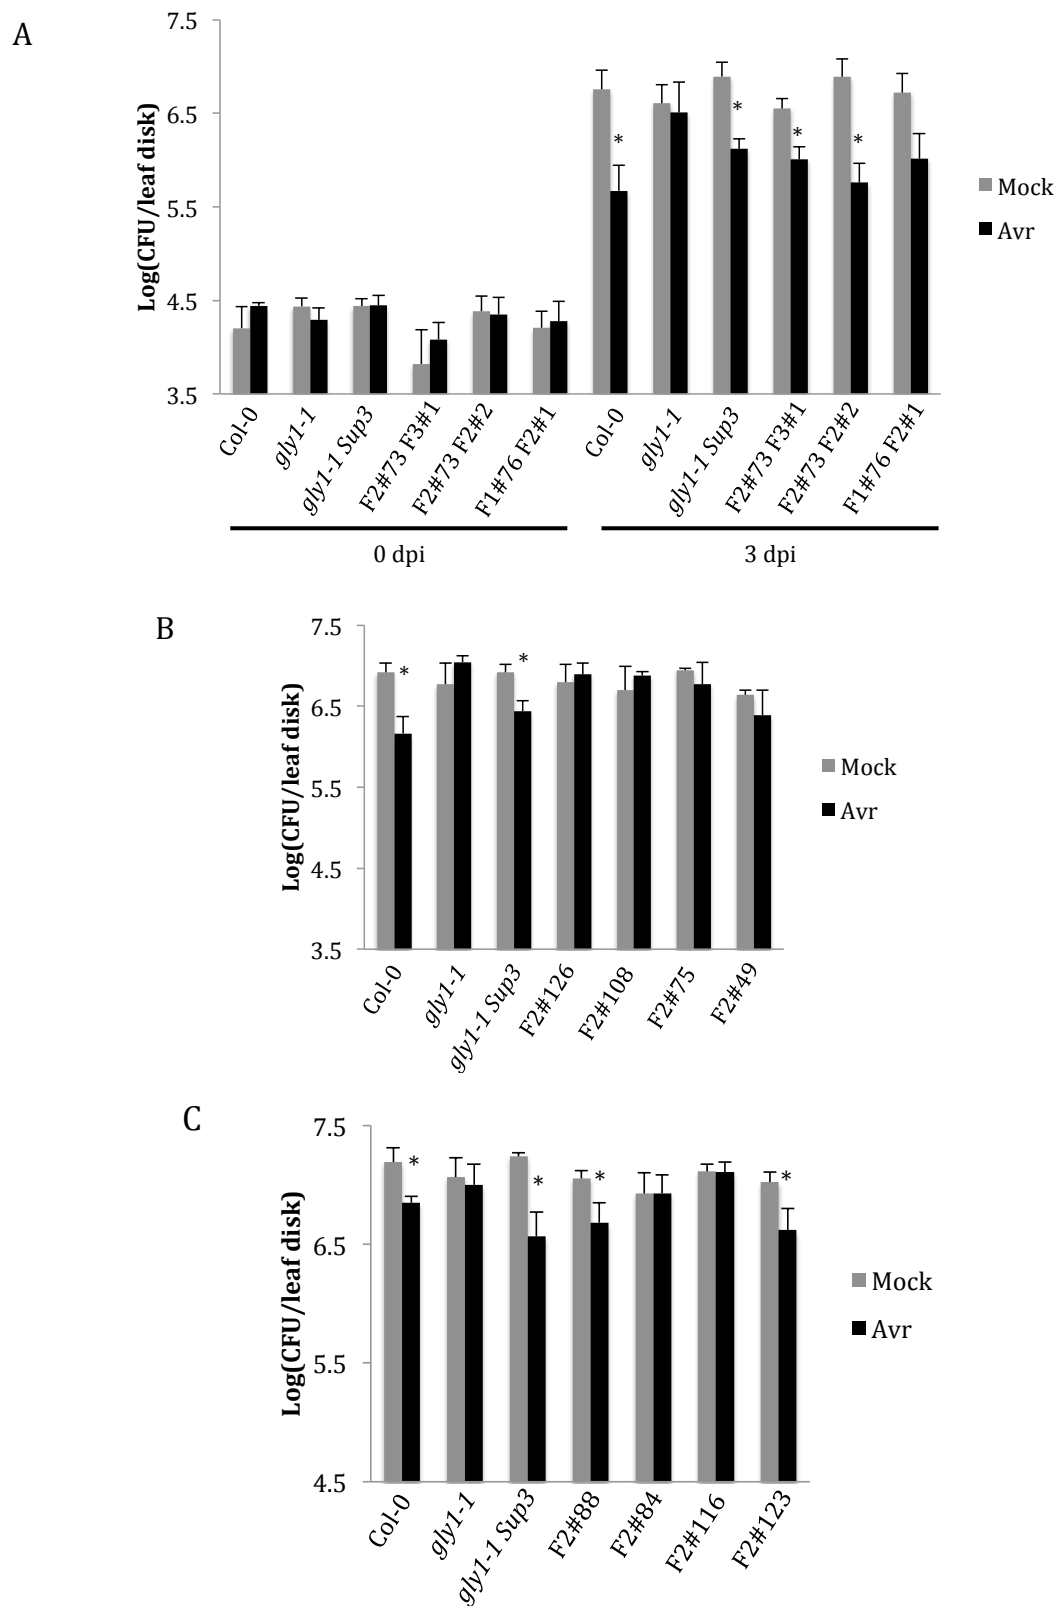 A
Log(CFU/leaf disk)
7.5
6.5
5.5
4.5
3.5
* * * *
Mock
Avr
Col-0
gly1-1
gly1-1 Sup3
F2#73 F3#1
F2#73 F2#2
F1#76 F2#1
Col-0
gly1-1
gly1-1 Sup3
F2#73 F3#1
F2#73 F2#2
F1#76 F2#1
0 dpi
3 dpi
B
Log(CFU/leaf disk)
7.5
6.5
5.5
4.5
3.5
* *
Mock
Avr
Col-0
gly1-1
gly1-1 Sup3
F2#126
F2#108
F2#75
F2#49
C
Log(CFU/leaf disk)
7.5
6.5
5.5
4.5
* * * *
Mock
Avr
Col-0
gly1-1
gly1-1 Sup3
F2#88
F2#84
F2#116
F2#123